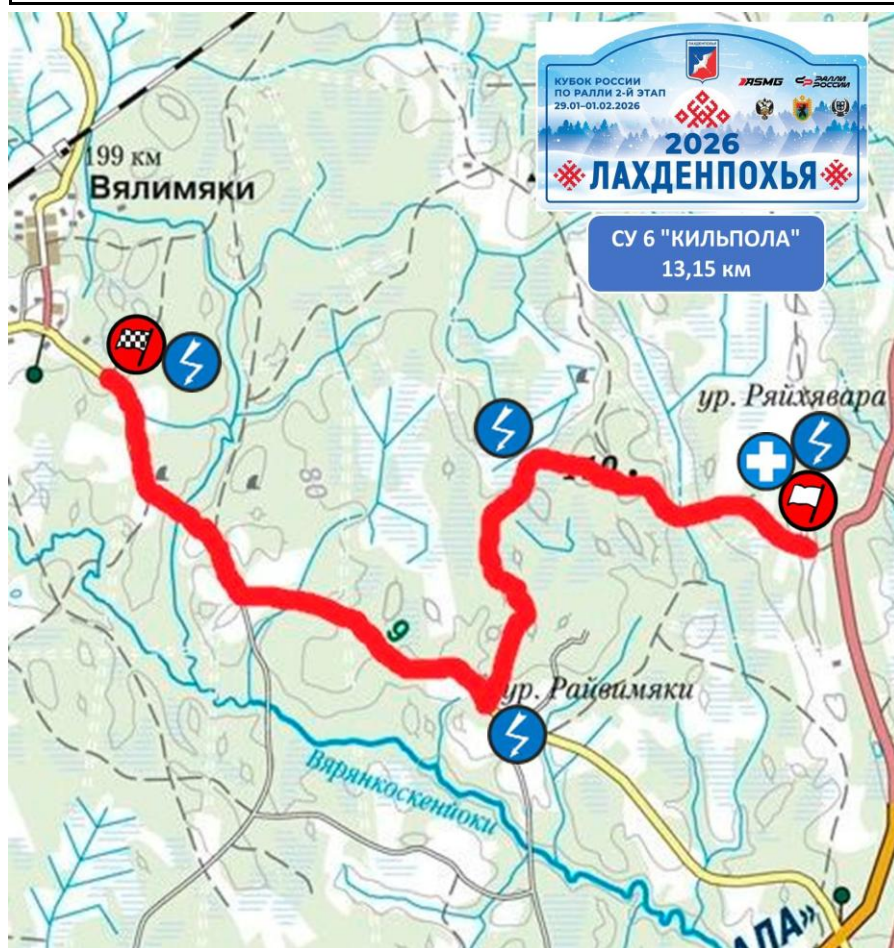 ЛАХДЕНПОХЬЯ
КУБОК РОССИИ
ПО РАЛЛИ 2-Й ЭТАП
29.01-01.02.2026
RSMG
РАЛЛИ
РОССИИ
2026
ЛАХДЕНПОХЬЯ
СУ 6 "КИЛЬПОЛА"
13,15 км
199 км
Вялимяки
ур. Ряйхявара
80
9
ур. Райвимяки
Вярянкоскенйоки